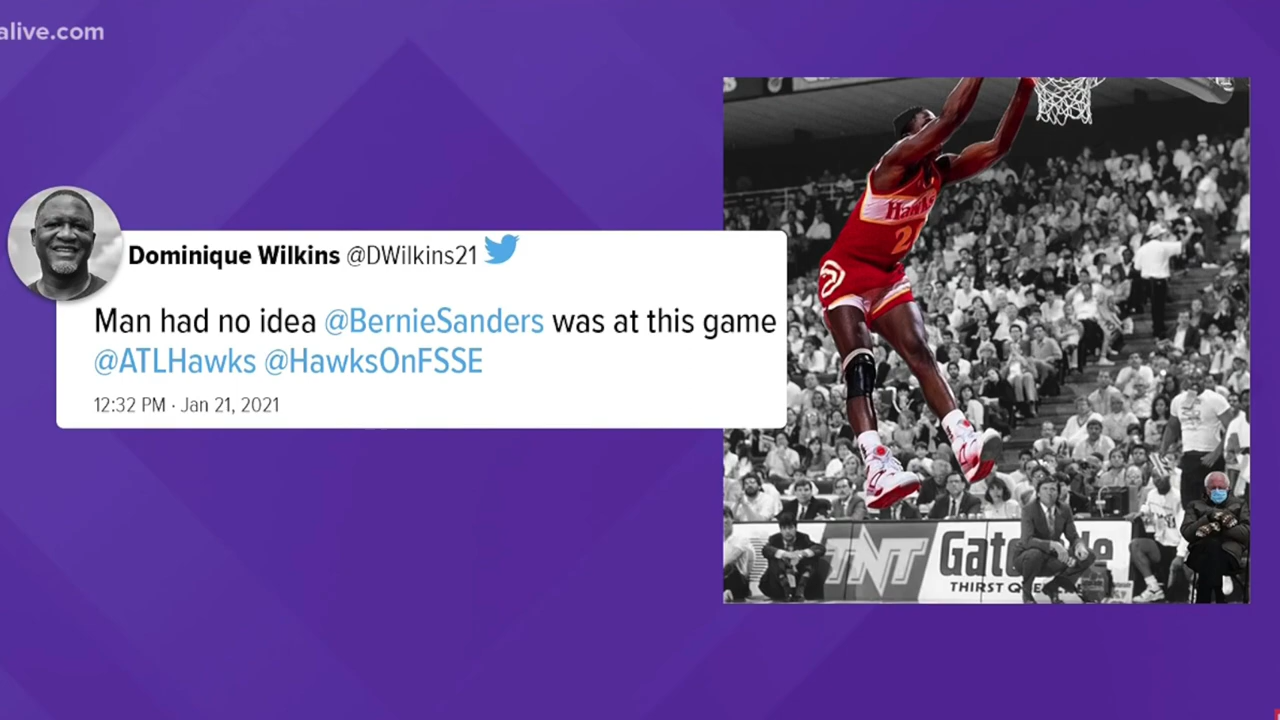 alive.com
Dominique Wilkins @DWilkins21
Man had no idea @BernieSanders was at this game
@ATLHawks @HawksOnFSSE
12:32 PM · Jan 21, 2021
Hawks
2
TNT
THIRST